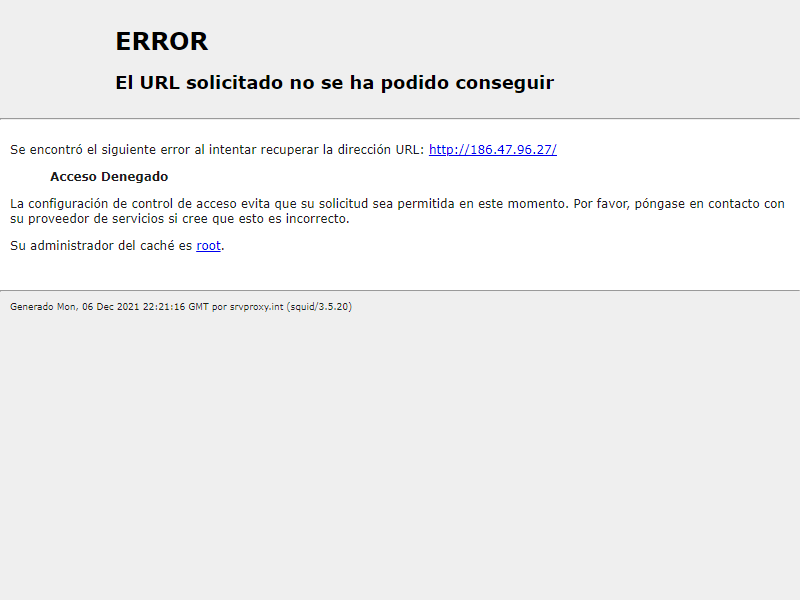 ERROR
El URL solicitado no se ha podido conseguir
Se encontró el siguiente error al intentar recuperar la dirección URL: http://186.47.96.27/
Acceso Denegado
La configuración de control de acceso evita que su solicitud sea permitida en este momento. Por favor, póngase en contacto con
su proveedor de servicios si cree que esto es incorrecto.
Su administrador del caché es root.
Generado Mon, 06 Dec 2021 22:21:16 GMT por srvproxy.int (squid/3.5.20)